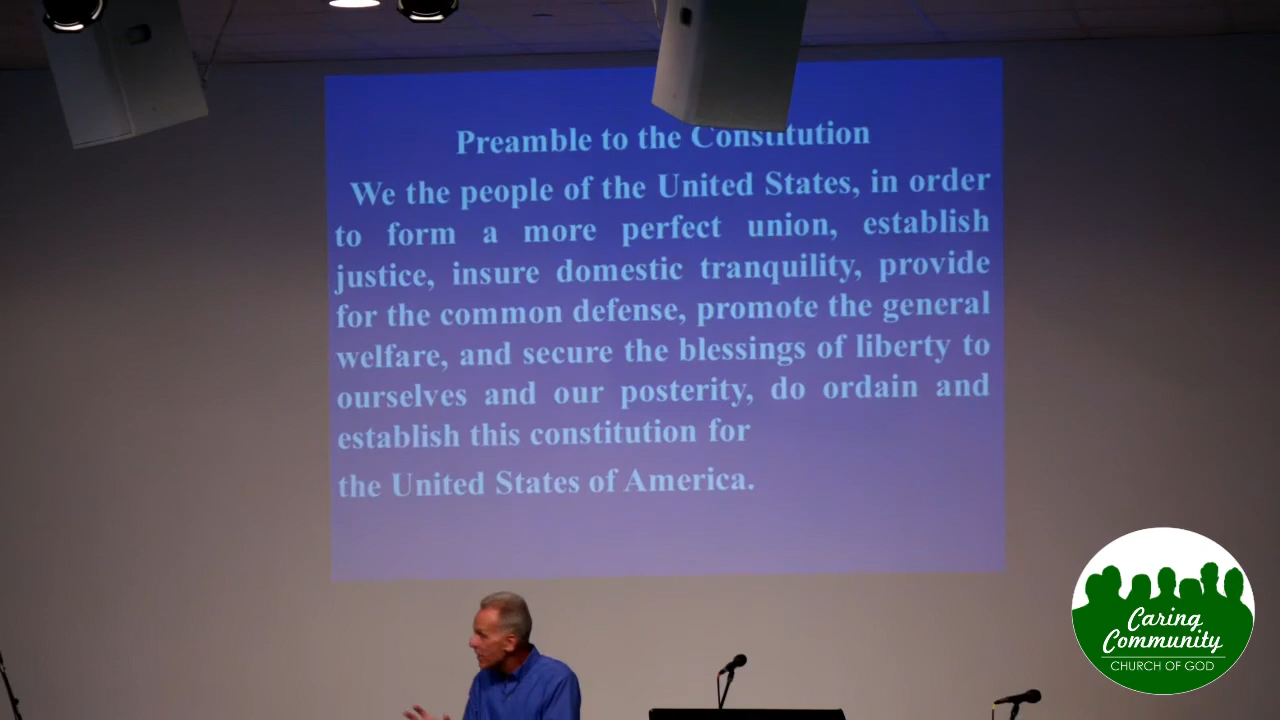 Preamble to the Constitution
We the people of the United States, in order
to form a more perfect union, establish
justice, insure domestic tranquility, provide
for the common defense, promote the general
welfare, and secure the blessings of liberty to
ourselves and our posterity, do ordain and
establish this constitution for
the United States of America.
Caring
Community
CHURCH OF GOD